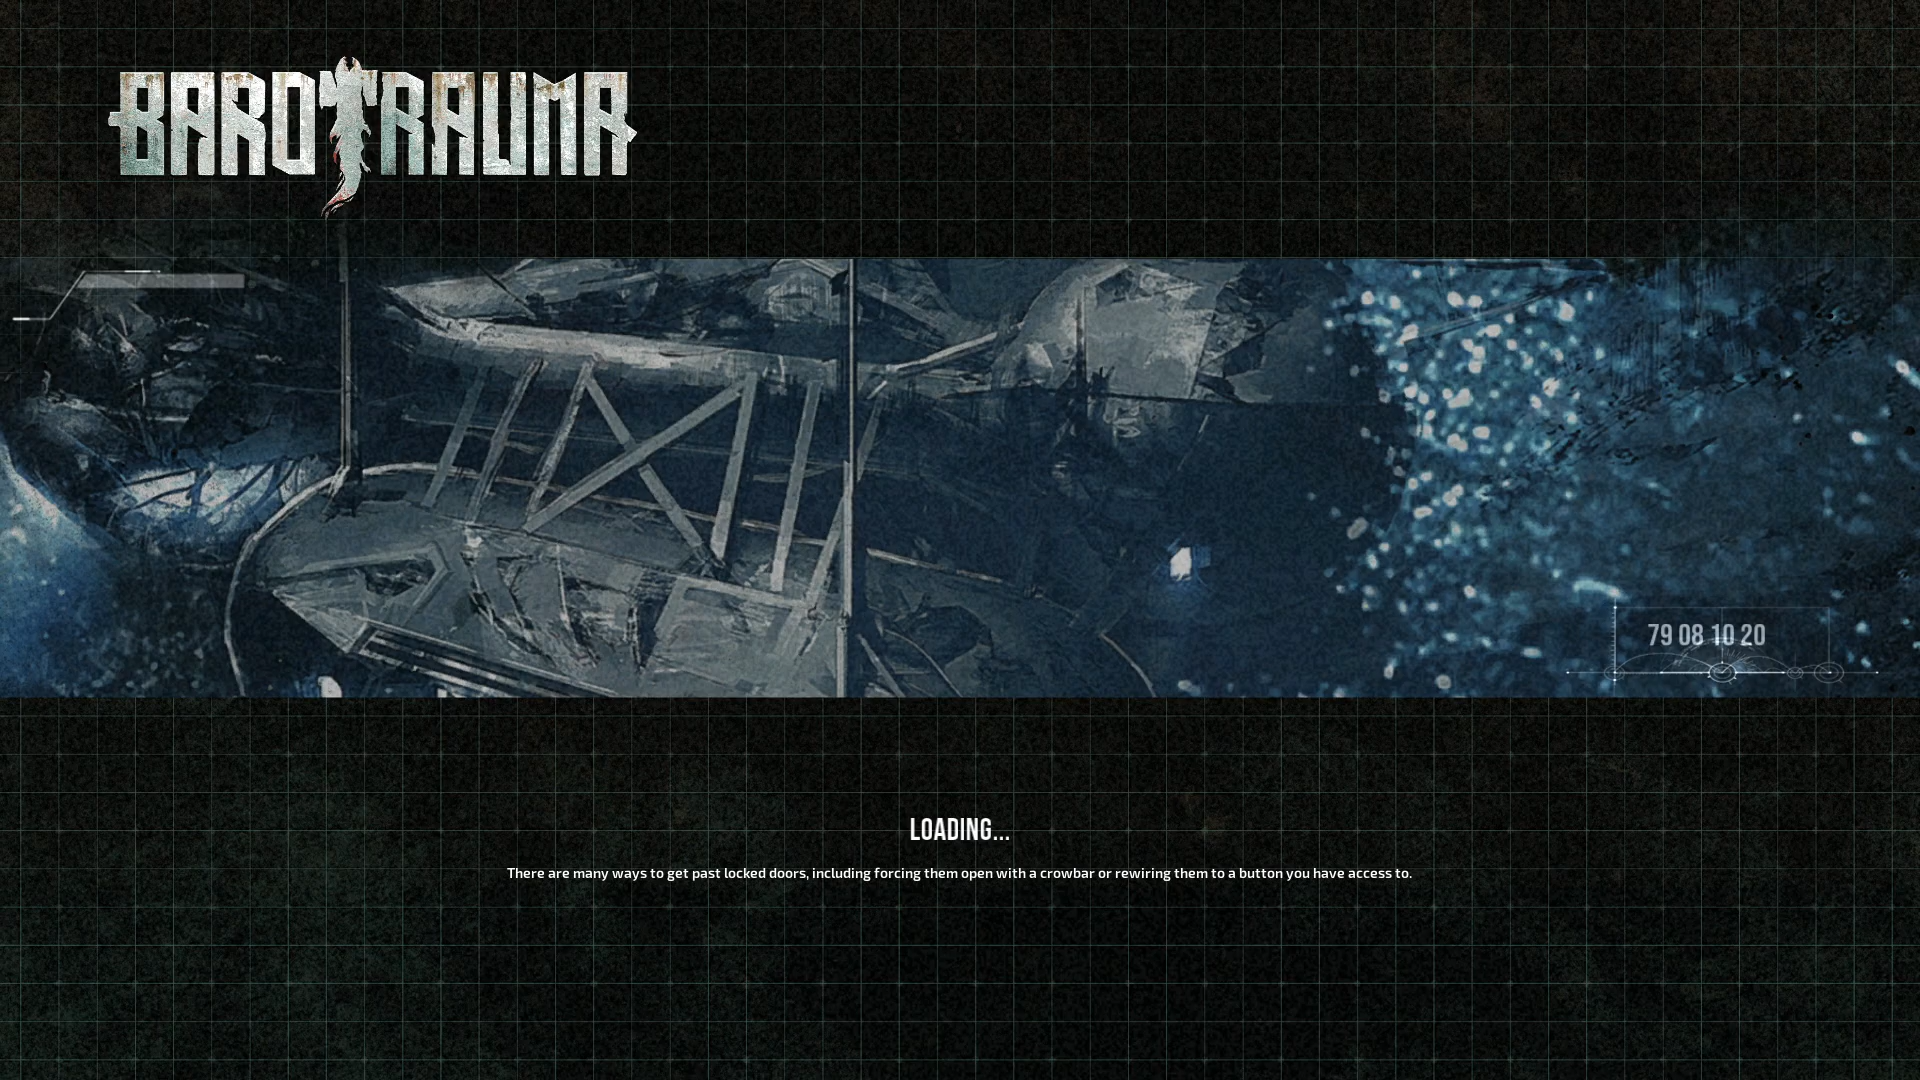 BAROTRAUMA
79 08 10 20
LOADING...
There are many ways to get past locked doors, including forcing them open with a crowbar or rewiring them to a button you have access to.